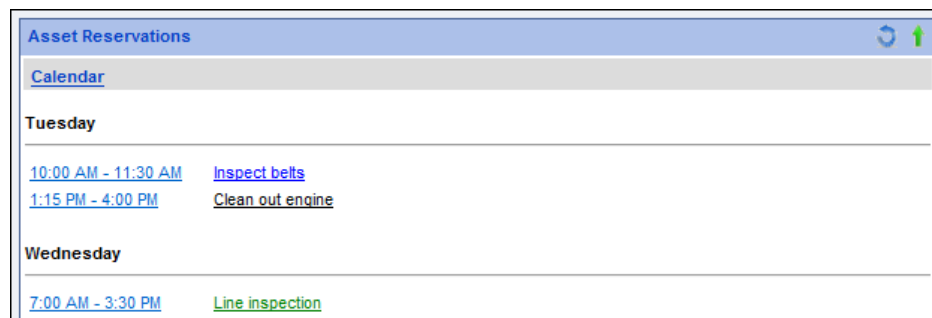 Asset Reservations
Calendar
Tuesday
10:00 AM - 11:30 AM Inspect belts
1:15 PM - 4:00 PM Clean out engine
Wednesday
7:00 AM - 3:30 PM Line inspection